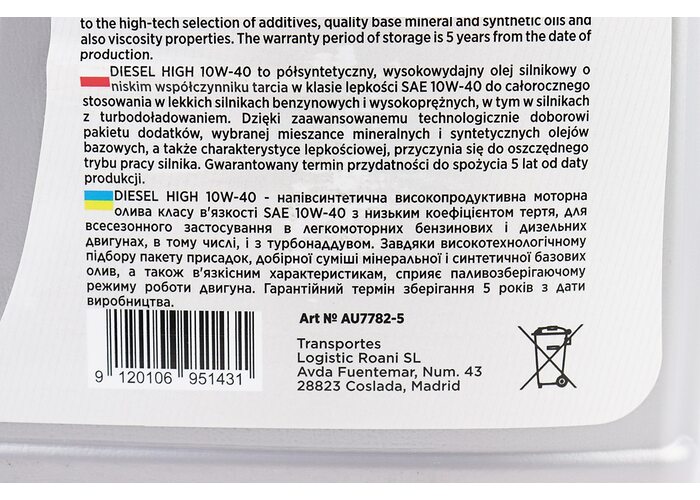 to the high-tech selection of additives, quality base mineral and synthetic oils and
also viscosity properties. The warranty period of storage is 5 years from the date of
production.
DIESEL HIGH 10W-40 to półsyntetyczny, wysokowydajny olej silnikowy o
niskim współczynniku tarcia w klasie lepkości SAE 10W-40 do całorocznego
stosowania w lekkich silnikach benzynowych i wysokoprężnych, w tym w silnikach
z turbodoładowaniem. Dzięki zaawansowanemu technologicznie doborowi
pakietu dodatków, wybranej mieszance mineralnych i syntetycznych olejów
bazowych, a także charakterystyce lepkościowej, przyczynia się do oszczędnego
trybu pracy silnika. Gwarantowany termin przydatności do spożycia 5 lat od daty
produkcji.
DIESEL HIGH 10W-40 - напівсинтетична високопродуктивна моторна
олива класу в'язкості SAE 10W-40 з низьким коефіцієнтом тертя, для
всесезонного застосування в легкомоторних бензинових і дизельних
двигунах, в тому числі, і з турбонаддувом. Завдяки високотехнологічному
підбору пакету присадок, добірної суміші мінеральної і синтетичної базових
олив, а також в'язкісним характеристикам, сприяє паливозберігаючому
режиму роботи двигуна. Гарантійний термін зберігання 5 років з дати
виробництва.
Art № AU7782-5
Transportes
Logistic Roani SL
Avda Fuentemar, Num. 43
28823 Coslada, Madrid
9 120106 951431